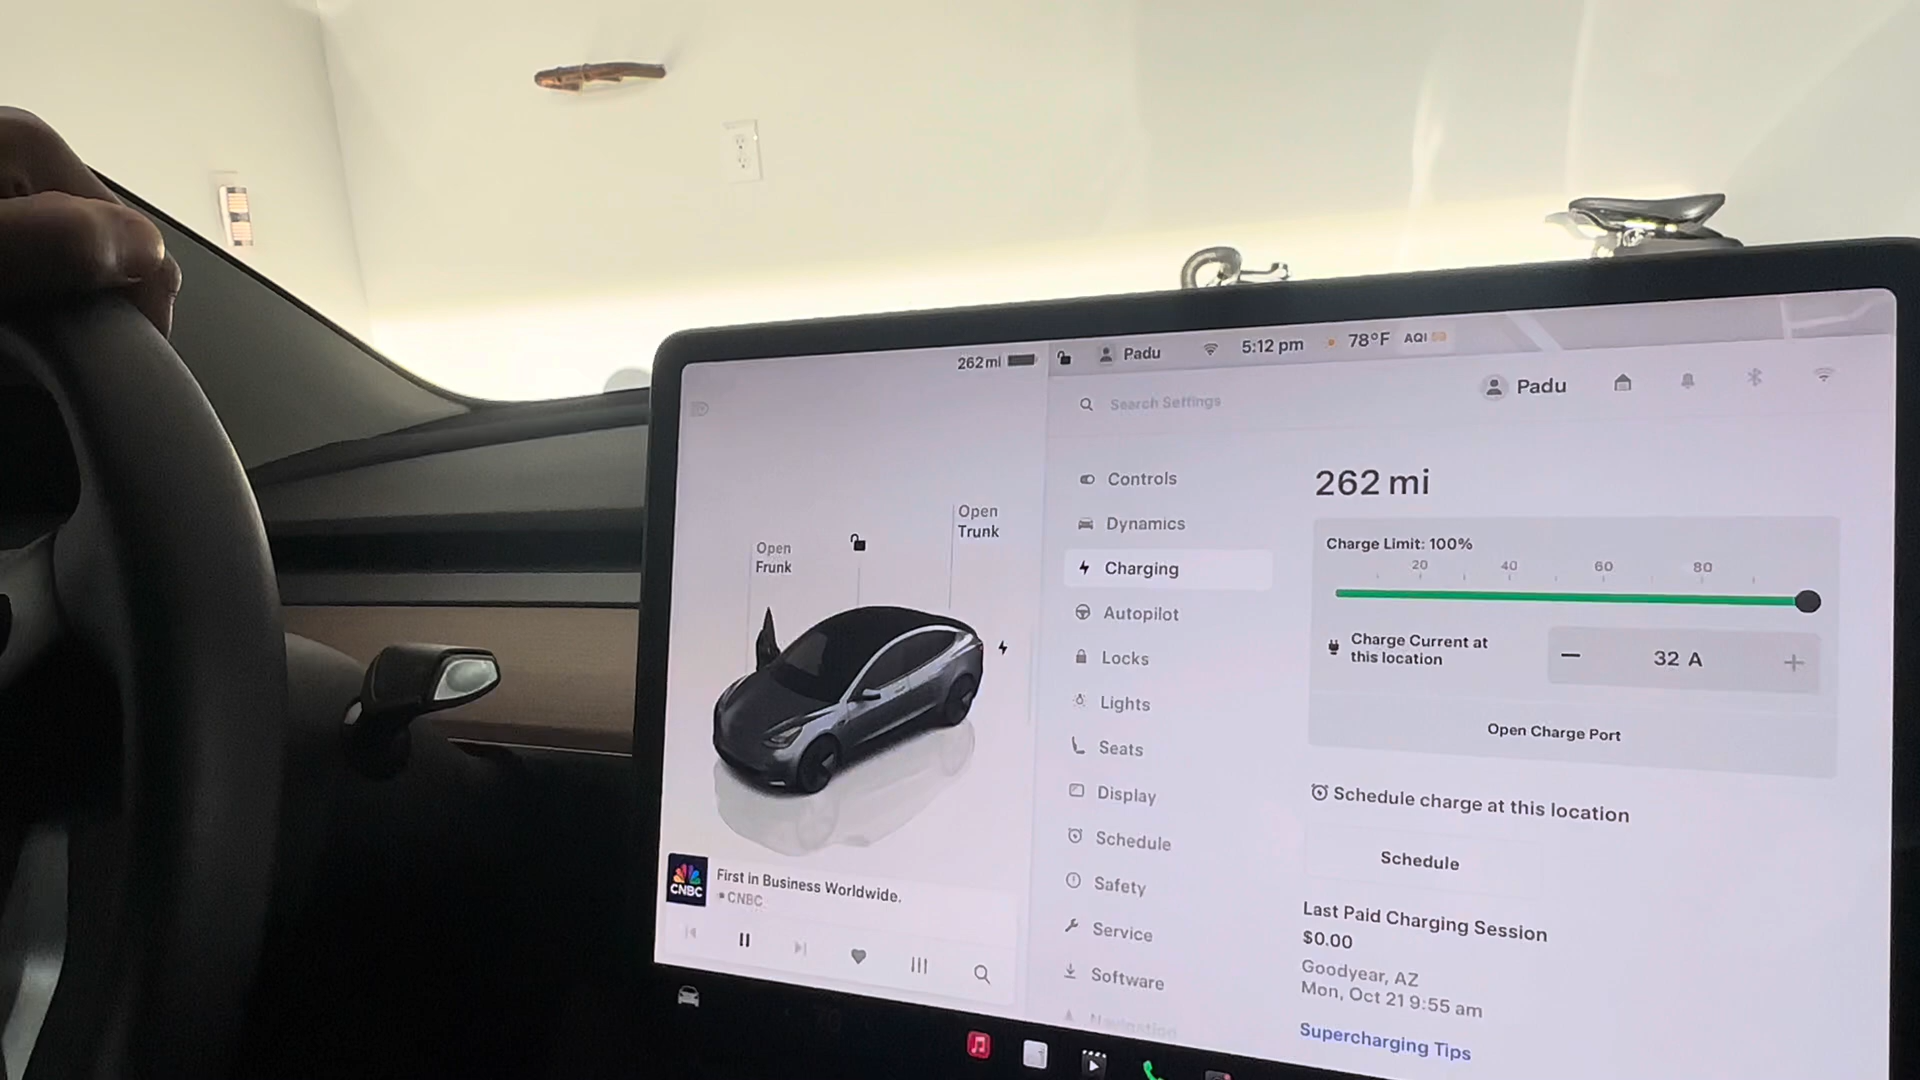 262 mi
Padu
5:12 pm
78°F
AQI
Search Settings
Padu
Open
Trunk
Open
Frunk
Controls
Dynamics
Charging
Autopilot
Locks
Lights
Seats
Display
Schedule
Safety
Service
Software
Navigation
262 mi
Charge Limit: 100%
20 40 60 80
Charge Current at
this location
32 A
Open Charge Port
Schedule charge at this location
Schedule
Last Paid Charging Session
$0.00
Goodyear, AZ
Mon, Oct 21 9:55 am
Supercharging Tips
CNBC
First in Business Worldwide.
CNBC